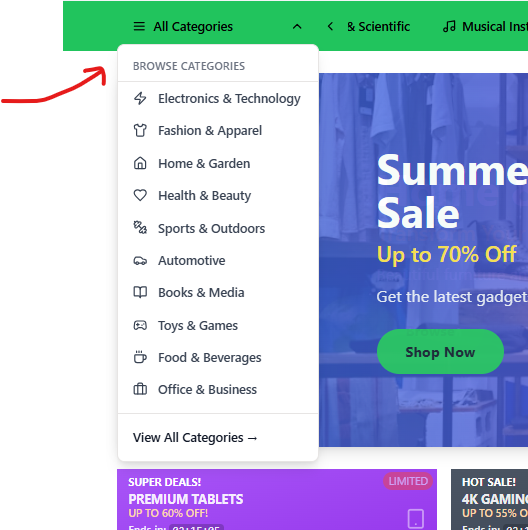 All Categories
& Scientific
Musical Inst
BROWSE CATEGORIES
Electronics & Technology
Fashion & Apparel
Home & Garden
Health & Beauty
Sports & Outdoors
Automotive
Books & Media
Toys & Games
Food & Beverages
Office & Business
View All Categories →
Summe
Sale
Up to 70% Off
Get the latest gadget
Shop Now
SUPER DEALS!
LIMITED
PREMIUM TABLETS
UP TO 60% OFF!
Ends in:
HOT SALE!
4K GAMING
UP TO 55% O
Ends in: